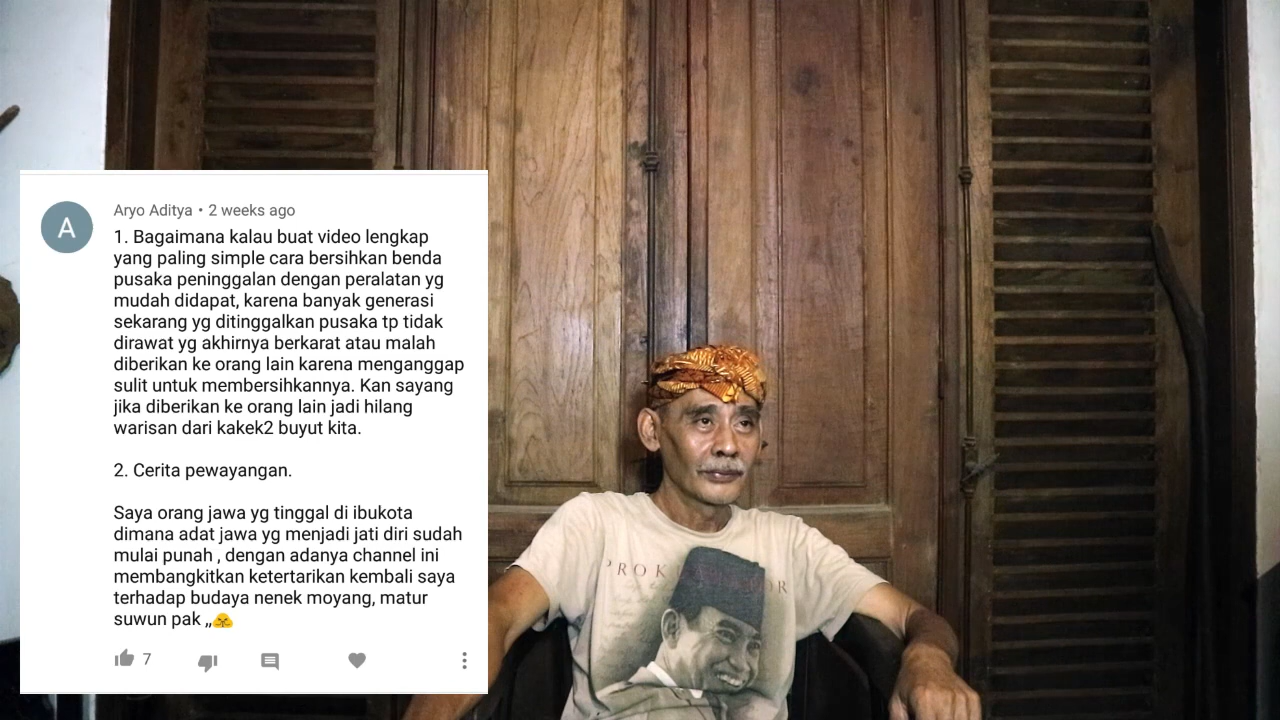 A
Aryo Aditya • 2 weeks ago
1. Bagaimana kalau buat video lengkap
yang paling simple cara bersihkan benda
pusaka peninggalan dengan peralatan yg
mudah didapat, karena banyak generasi
sekarang yg ditinggalkan pusaka tp tidak
dirawat yg akhirnya berkarat atau malah
diberikan ke orang lain karena menganggap
sulit untuk membersihkannya. Kan sayang
jika diberikan ke orang lain jadi hilang
warisan dari kakek2 buyut kita.
2. Cerita pewayangan.
Saya orang jawa yg tinggal di ibukota
dimana adat jawa yg menjadi jati diri sudah
mulai punah , dengan adanya channel ini
membangkitkan ketertarikan kembali saya
terhadap budaya nenek moyang, matur
suwun pak ,,🙏
7